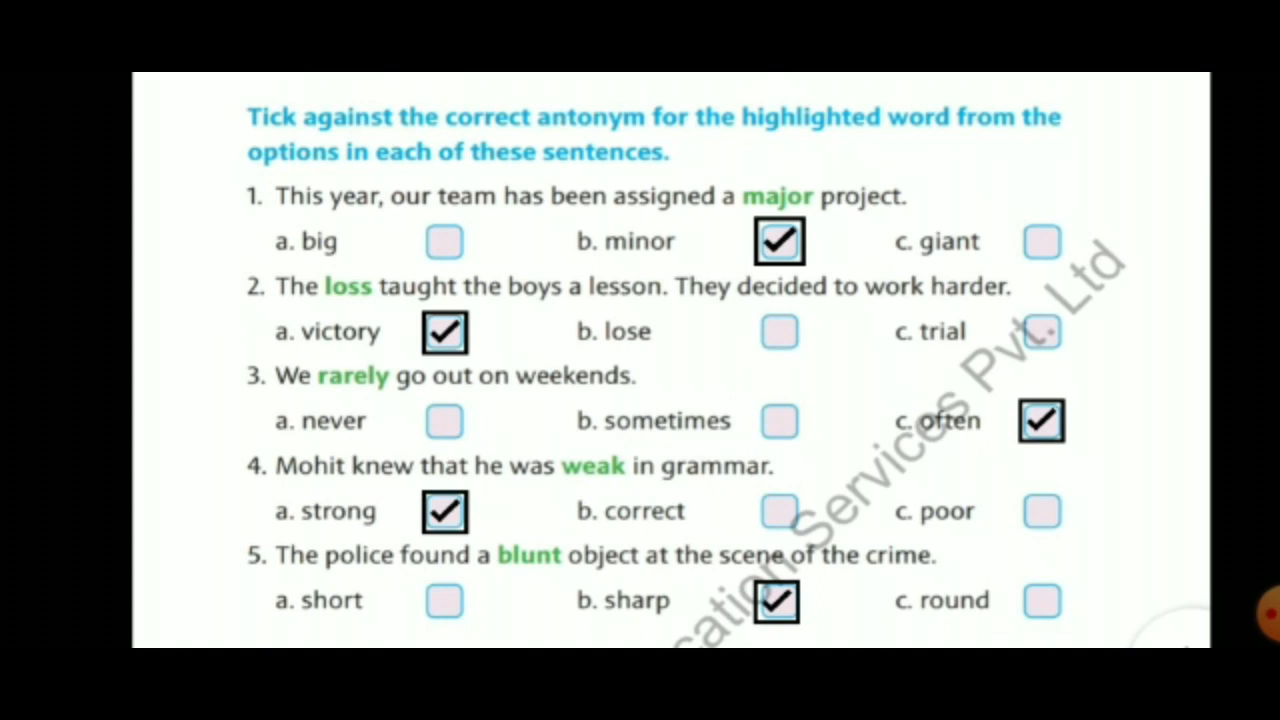 Tick against the correct antonym for the highlighted word from the
options in each of these sentences.
1. This year, our team has been assigned a major project.
a. big b. minor c. giant
2. The loss taught the boys a lesson. They decided to work harder.
a. victory b. lose c. trial
3. We rarely go out on weekends.
a. never b. sometimes c. often
4. Mohit knew that he was weak in grammar.
a. strong b. correct c. poor
5. The police found a blunt object at the scene of the crime.
a. short b. sharp c. round
Services Pvt. Ltd